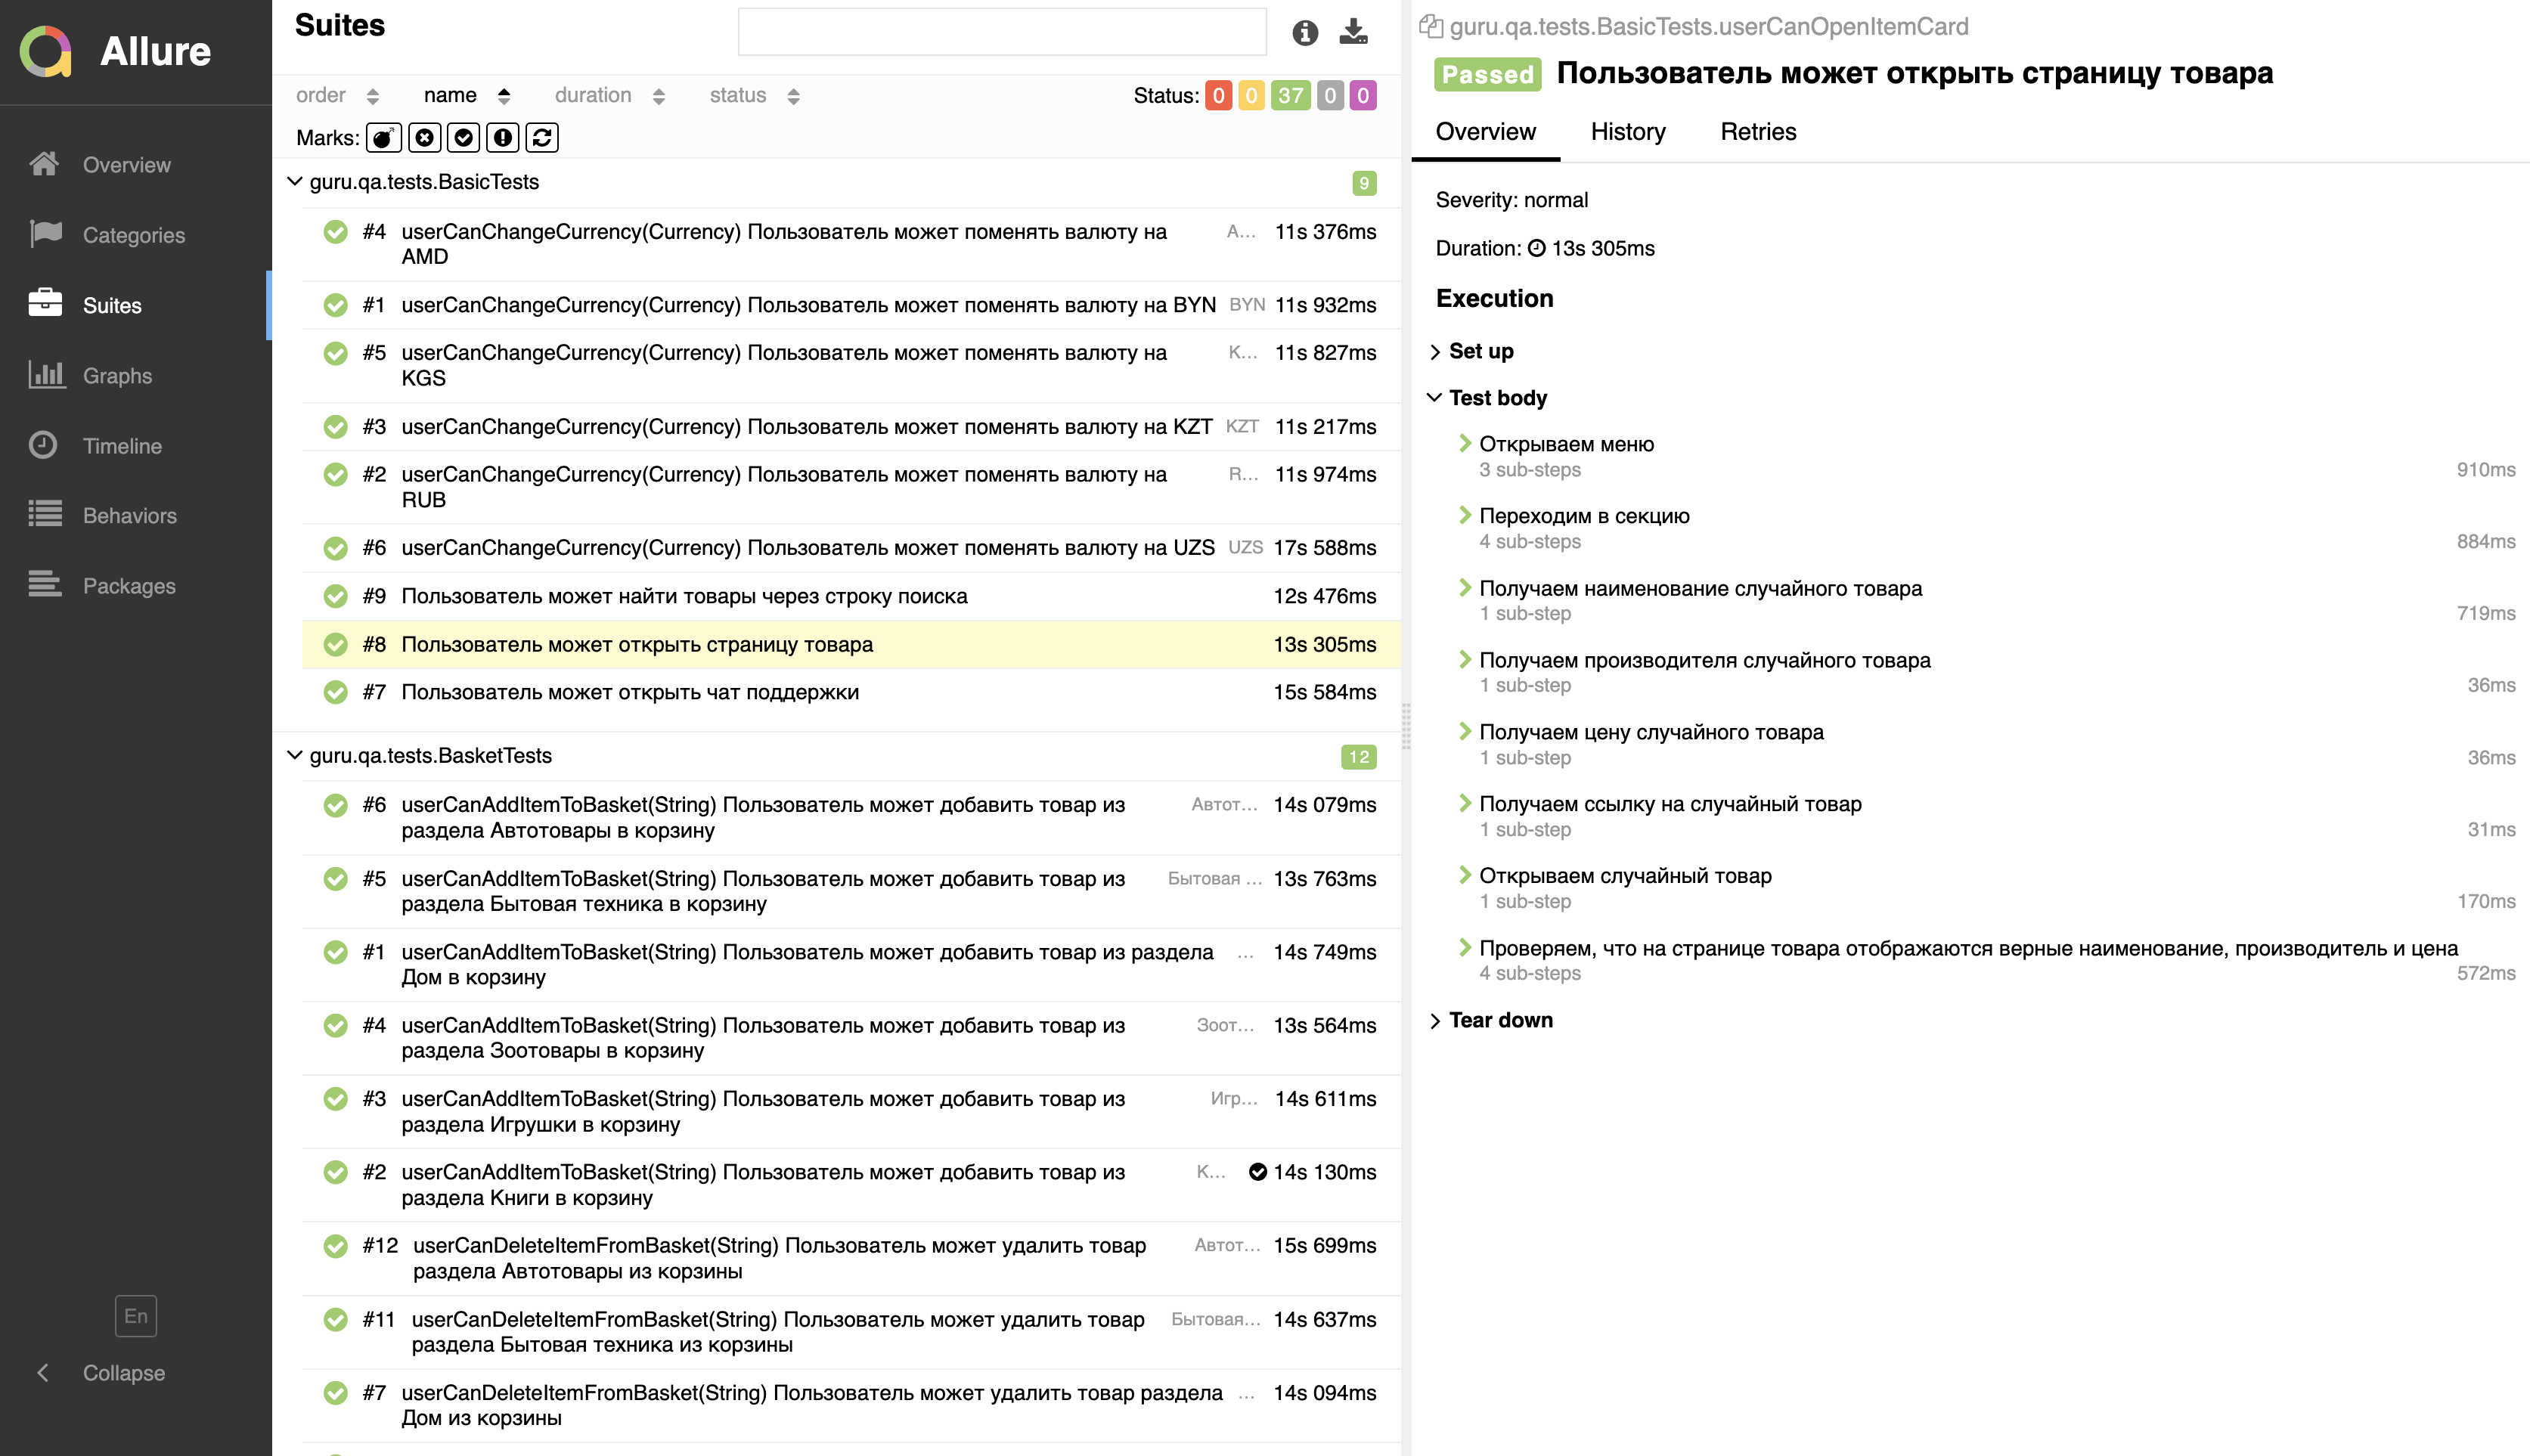 Allure
Overview
Categories
Suites
Graphs
Timeline
Behaviors
Packages
En
Collapse
Suites
order name duration status Status: 0 0 37 0 0
Marks:
guru.qa.tests.BasicTests 9
#4 userCanChangeCurrency(Currency) Пользователь может поменять валюту на A... 11s 376ms
AMD
#1 userCanChangeCurrency(Currency) Пользователь может поменять валюту на BYN BYN 11s 932ms
#5 userCanChangeCurrency(Currency) Пользователь может поменять валюту на K... 11s 827ms
KGS
#3 userCanChangeCurrency(Currency) Пользователь может поменять валюту на KZT KZT 11s 217ms
#2 userCanChangeCurrency(Currency) Пользователь может поменять валюту на R... 11s 974ms
RUB
#6 userCanChangeCurrency(Currency) Пользователь может поменять валюту на UZS UZS 17s 588ms
#9 Пользователь может найти товары через строку поиска 12s 476ms
#8 Пользователь может открыть страницу товара 13s 305ms
#7 Пользователь может открыть чат поддержки 15s 584ms
guru.qa.tests.BasketTests 12
#6 userCanAddItemToBasket(String) Пользователь может добавить товар из Автот... 14s 079ms
раздела Автотовары в корзину
#5 userCanAddItemToBasket(String) Пользователь может добавить товар из Бытовая ... 13s 763ms
раздела Бытовая техника в корзину
#1 userCanAddItemToBasket(String) Пользователь может добавить товар из раздела ... 14s 749ms
Дом в корзину
#4 userCanAddItemToBasket(String) Пользователь может добавить товар из Зоот... 13s 564ms
раздела Зоотовары в корзину
#3 userCanAddItemToBasket(String) Пользователь может добавить товар из Игр... 14s 611ms
раздела Игрушки в корзину
#2 userCanAddItemToBasket(String) Пользователь может добавить товар из К... 14s 130ms
раздела Книги в корзину
#12 userCanDeleteItemFromBasket(String) Пользователь может удалить товар Автот... 15s 699ms
раздела Автотовары из корзины
#11 userCanDeleteItemFromBasket(String) Пользователь может удалить товар Бытовая... 14s 637ms
раздела Бытовая техника из корзины
#7 userCanDeleteItemFromBasket(String) Пользователь может удалить товар раздела ... 14s 094ms
Дом из корзины
guru.qa.tests.BasicTests.userCanOpenItemCard
Passed Пользователь может открыть страницу товара
Overview History Retries
Severity: normal
Duration: 13s 305ms
Execution
Set up
Test body
Открываем меню
3 sub-steps 910ms
Переходим в секцию
4 sub-steps 884ms
Получаем наименование случайного товара
1 sub-step 719ms
Получаем производителя случайного товара
1 sub-step 36ms
Получаем цену случайного товара
1 sub-step 36ms
Получаем ссылку на случайный товар
1 sub-step 31ms
Открываем случайный товар
1 sub-step 170ms
Проверяем, что на странице товара отображаются верные наименование, производитель и цена
4 sub-steps 572ms
Tear down